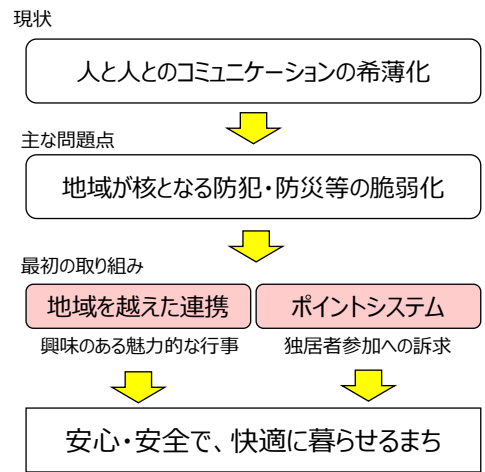 現状
人と人とのコミュニケーションの希薄化
主な問題点
地域が核となる防犯・防災等の脆弱化
最初の取り組み
地域を越えた連携
ポイントシステム
興味のある魅力的な行事
独居者参加への訴求
安心・安全で、快適に暮らせるまち